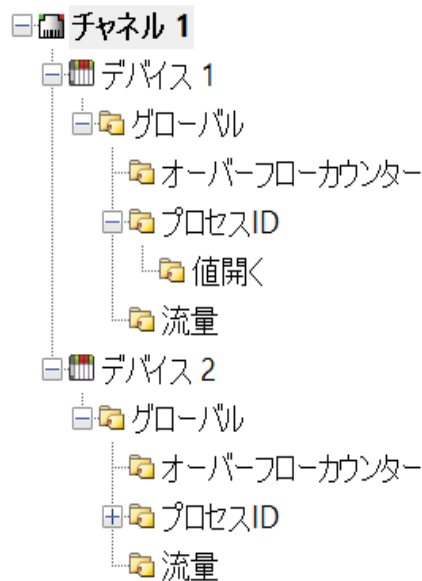 チャネル 1
デバイス 1
グローバル
オーバーフローカウンター
プロセスID
値開く
流量
デバイス 2
グローバル
オーバーフローカウンター
プロセスID
流量